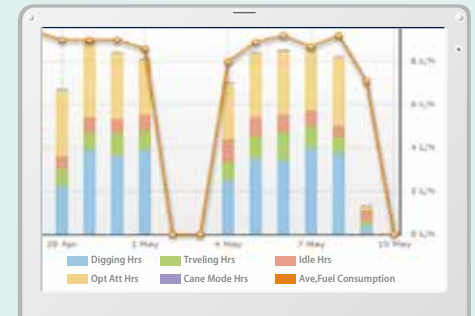 8 L/h
6 L/h
4 L/h
2 L/h
0 L/h
28 Apr 1 May 4 May 7 May 10 May
Digging Hrs Trveling Hrs Idle Hrs
Opt Att Hrs Cane Mode Hrs Ave,Fuel Consumption